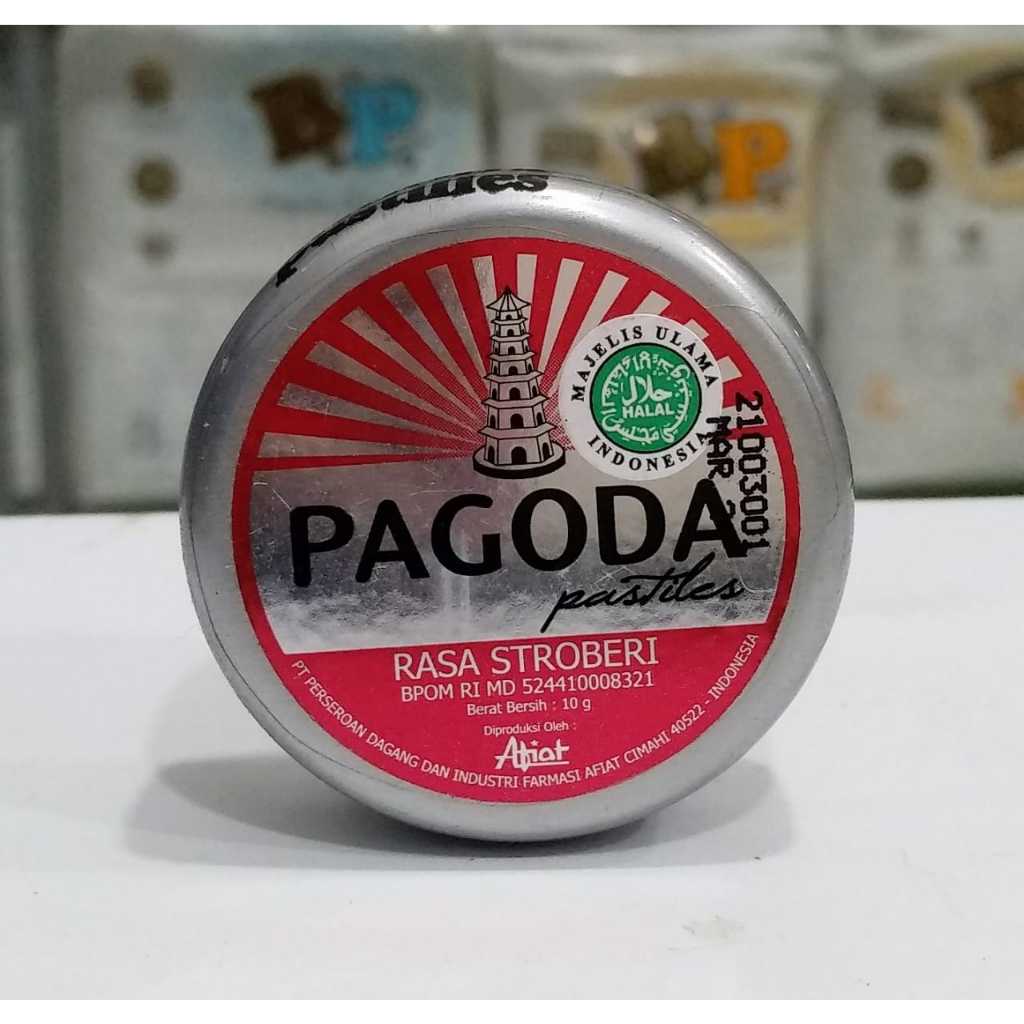 Pastilles
MAJELIS ULAMA
حلال
HALAL
INDONESIA
21003001
MAR
PAGODA
pastiles
RASA STROBERI
BPOM RI MD 524410008321
Berat Bersih : 10 g
Diproduksi Oleh :
Afiat
PT PERSEROAN DAGANG DAN INDUSTRI FARMASI AFIAT CIMAHI 40522 - INDONESIA
P
P